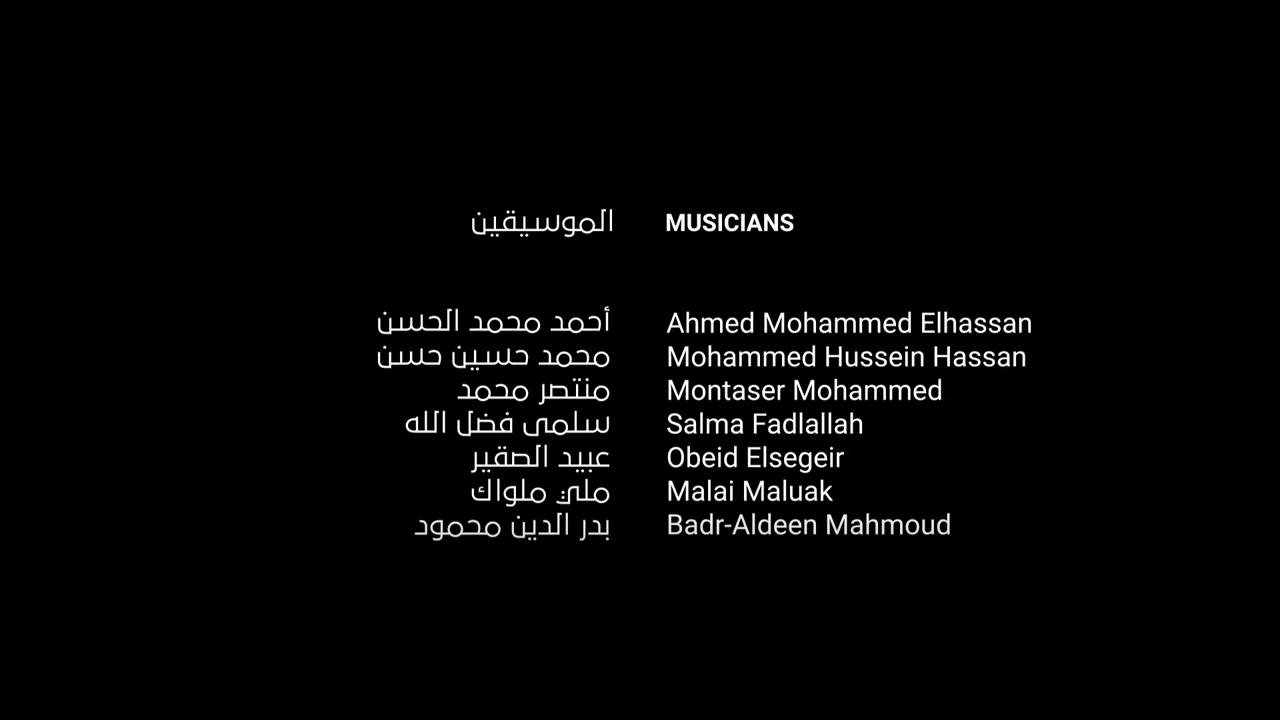 الموسيقين MUSICIANS
أحمد محمد الحسن Ahmed Mohammed Elhassan
محمد حسين حسن Mohammed Hussein Hassan
منتصر محمد Montaser Mohammed
سلمى فضل الله Salma Fadlallah
عبيد الصقير Obeid Elsegeir
ملي ملواك Malai Maluak
بدر الدين محمود Badr-Aldeen Mahmoud